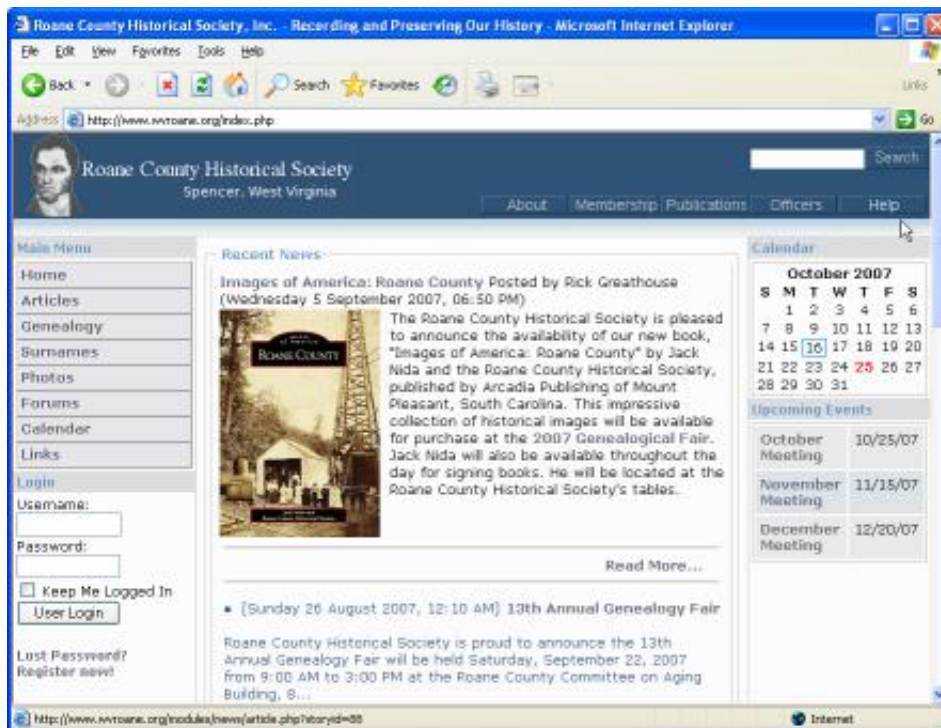 Roane County Historical Society, Inc. - Recording and Preserving Our History - Microsoft Internet Explorer
File Edit View Favorites Tools Help
Back Search Favorites Links
Address http://www.wvroane.org/index.php Go
Roane County Historical Society
Spencer, West Virginia
Search
About Membership Publications Officers Help
Main Menu
Home
Articles
Genealogy
Surnames
Photos
Forums
Calendar
Links
Login
Username:
Password:
Keep Me Logged In
User Login
Lost Password?
Register now!
Recent News
Images of America: Roane County Posted by Rick Greathouse
(Wednesday 5 September 2007, 06:50 PM)
ROANE COUNTY
The Roane County Historical Society is pleased
to announce the availability of our new book,
"Images of America: Roane County" by Jack
Nida and the Roane County Historical Society,
published by Arcadia Publishing of Mount
Pleasant, South Carolina. This impressive
collection of historical images will be available
for purchase at the 2007 Genealogical Fair.
Jack Nida will also be available throughout the
day for signing books. He will be located at the
Roane County Historical Society's tables.
Read More...
[Sunday 26 August 2007, 12:10 AM) 13th Annual Genealogy Fair
Roane County Historical Society is proud to announce the 13th
Annual Genealogy Fair will be held Saturday, September 22, 2007
from 9:00 AM to 3:00 PM at the Roane County Committee on Aging
Building, 8...
Calendar
October 2007
S M T W T F S
1 2 3 4 5 6
7 8 9 10 11 12 13
14 15 16 17 18 19 20
21 22 23 24 25 26 27
28 29 30 31
Upcoming Events
October Meeting 10/25/07
November Meeting 11/15/07
December Meeting 12/20/07
http://www.wvroane.org/modules/news/article.php?storyid=88
Internet